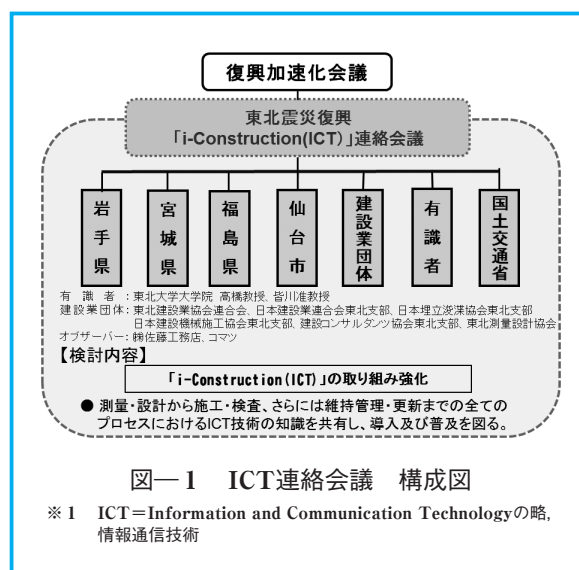 復興加速化会議
東北震災復興
「i-Construction(ICT)」連絡会議
岩手県
宮城県
福島県
仙台市
建設業団体
有識者
国土交通省
有 識 者 : 東北大学大学院 高橋教授、皆川准教授
建設業団体: 東北建設業協会連合会、日本建設業連合会東北支部、日本埋立浚渫協会東北支部
日本建設機械施工協会東北支部、建設コンサルタンツ協会東北支部、東北測量設計協会
オブザーバー: ㈱佐藤工務店、コマツ
【検討内容】
「i-Construction(ICT)」の取り組み強化
● 測量・設計から施工・検査、さらには維持管理・更新までの全ての
プロセスにおけるICT技術の知識を共有し、導入及び普及を図る。
図―1 ICT連絡会議 構成図
※1 ICT＝Information and Communication Technologyの略，
情報通信技術